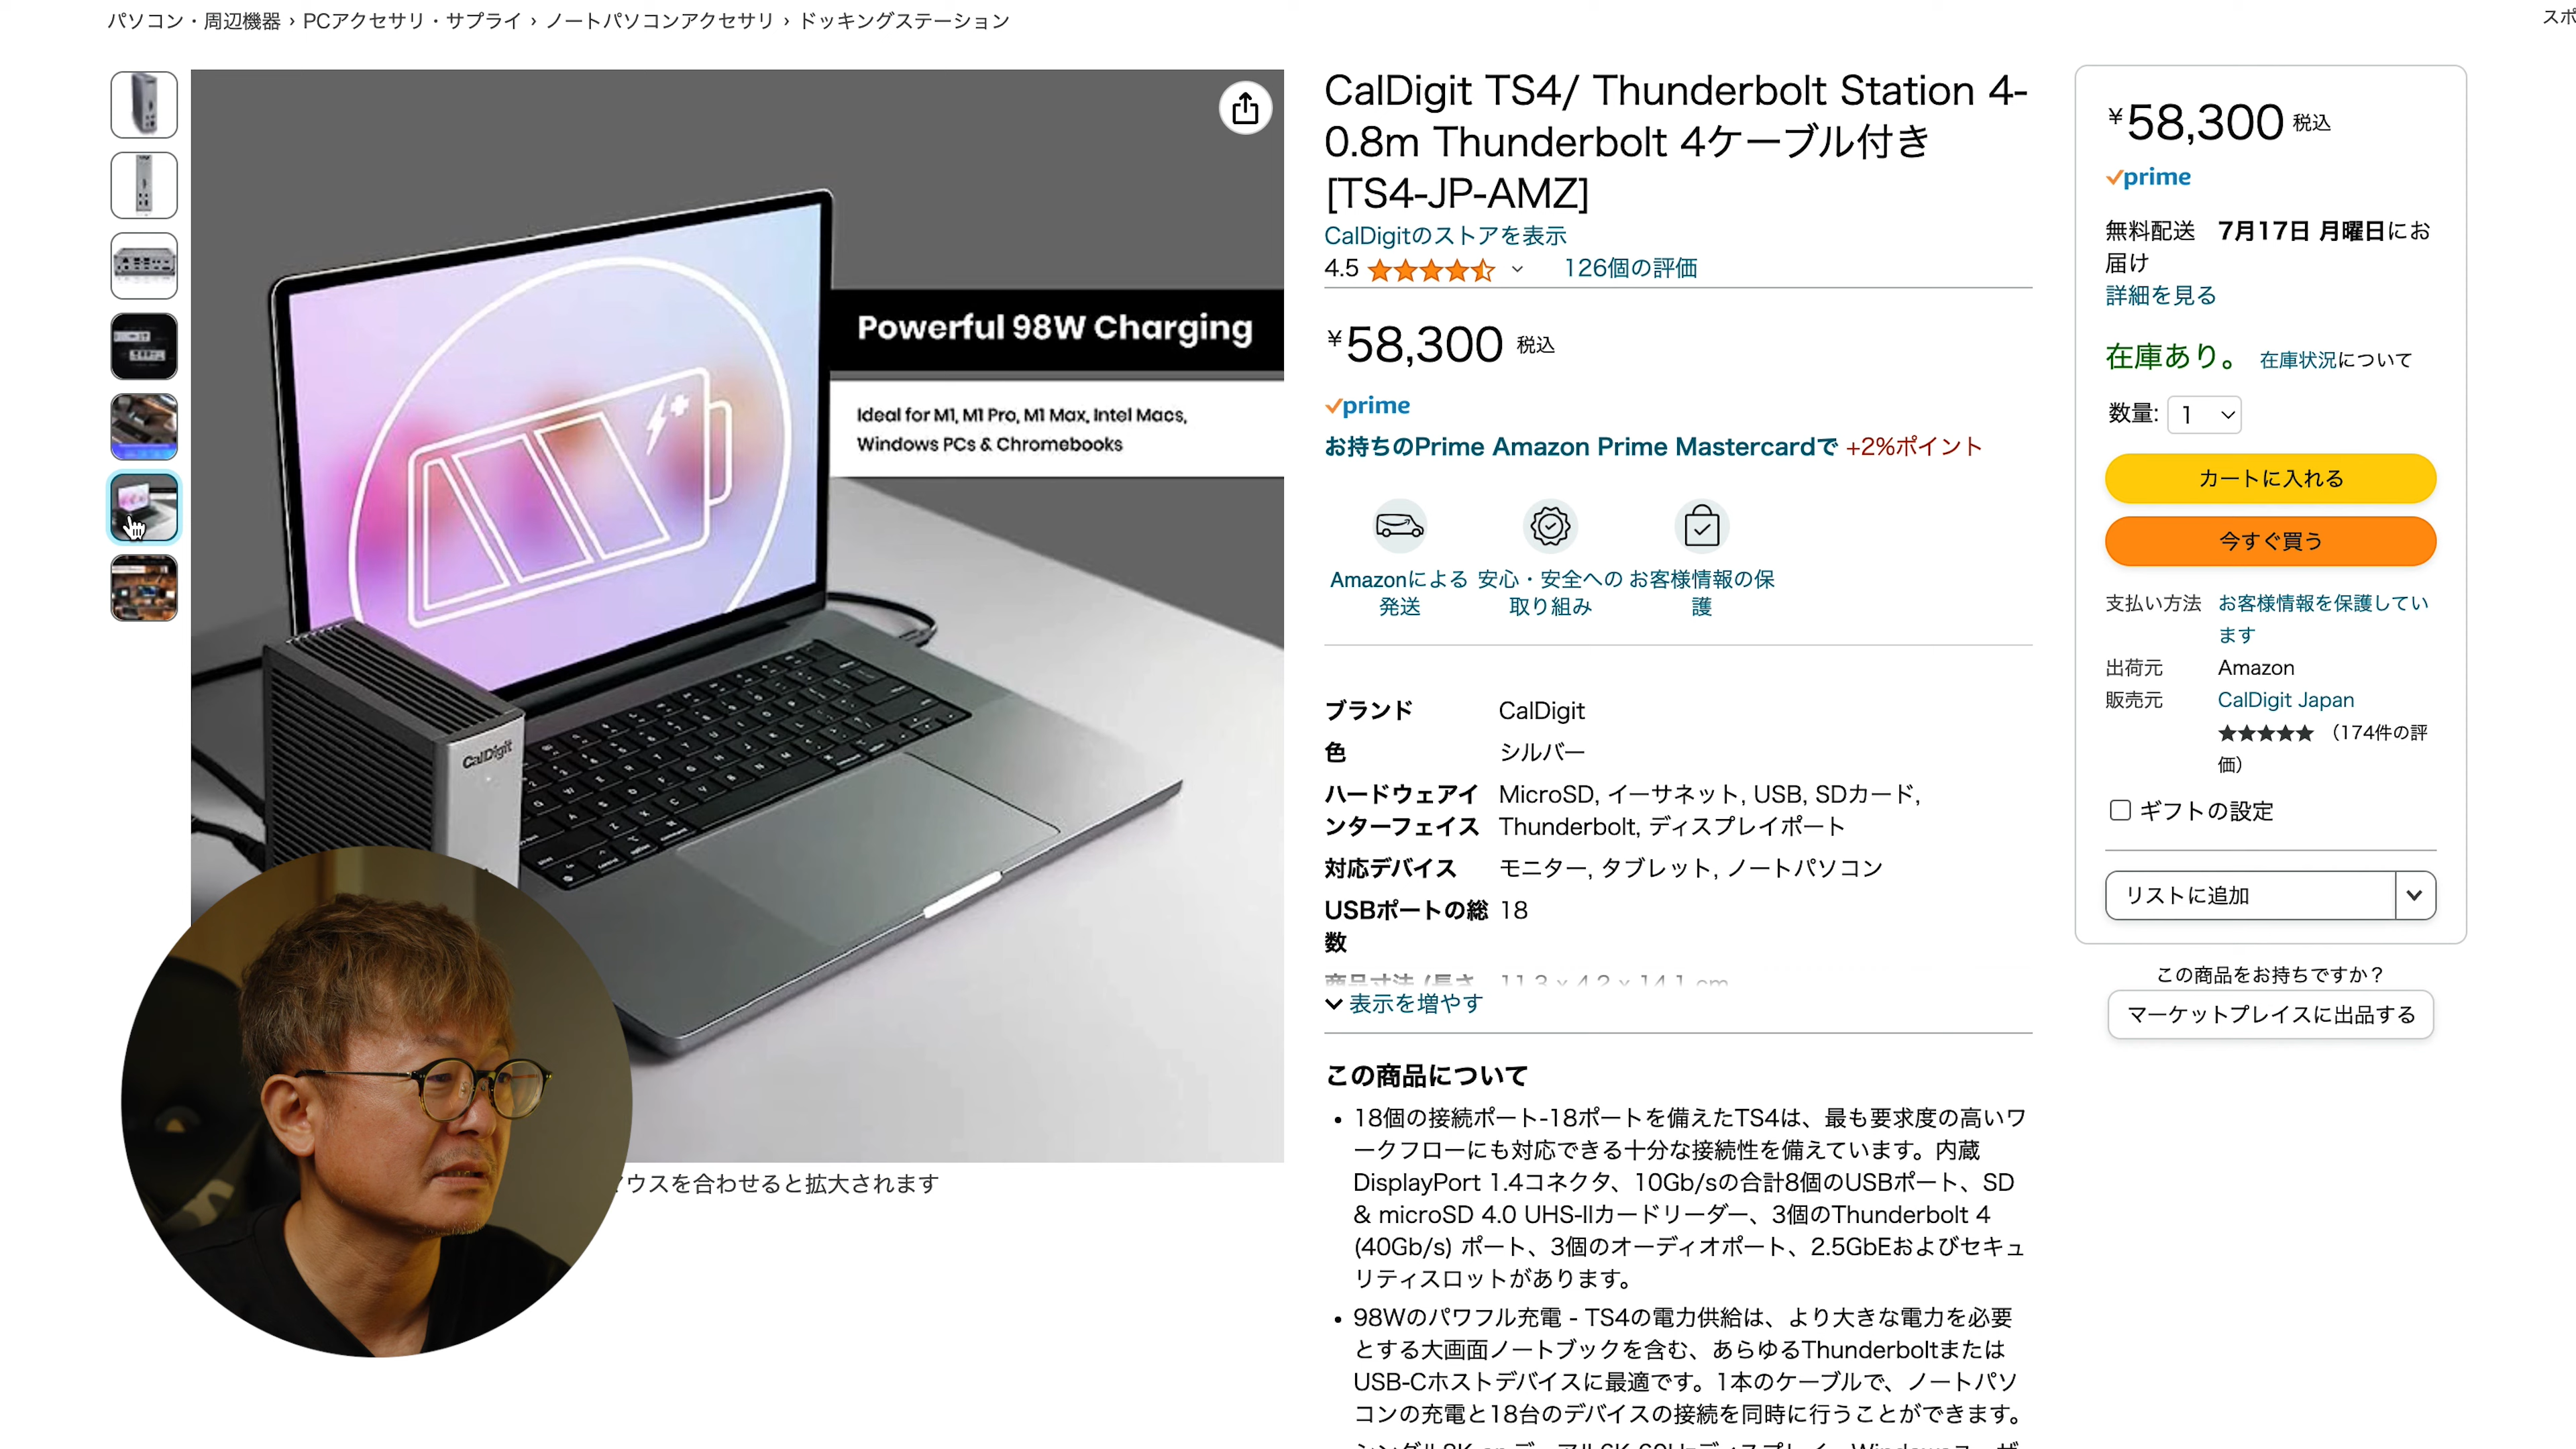 パソコン・周辺機器 › PCアクセサリ・サプライ › ノートパソコンアクセサリ › ドッキングステーション
スポ
Powerful 98W Charging
Ideal for M1, M1 Pro, M1 Max, Intel Macs,
Windows PCs & Chromebooks
CalDigit
ウスを合わせると拡大されます
CalDigit TS4/ Thunderbolt Station 4-
0.8m Thunderbolt 4ケーブル付き
[TS4-JP-AMZ]
CalDigitのストアを表示
4.5 126個の評価
¥58,300 税込
prime
お持ちのPrime Amazon Prime Mastercardで +2%ポイント
Amazonによる
発送
安心・安全への
取り組み
お客様情報の保
護
ブランド CalDigit
色 シルバー
ハードウェアイ MicroSD, イーサネット, USB, SDカード,
ンターフェイス Thunderbolt, ディスプレイポート
対応デバイス モニター, タブレット, ノートパソコン
USBポートの総 18
数
商品寸法 (長さ 11.3 x 4.2 x 14.1 cm
表示を増やす
この商品について
• 18個の接続ポート-18ポートを備えたTS4は、最も要求度の高いワ
ークフローにも対応できる十分な接続性を備えています。内蔵
DisplayPort 1.4コネクタ、10Gb/sの合計8個のUSBポート、SD
& microSD 4.0 UHS-IIカードリーダー、3個のThunderbolt 4
(40Gb/s) ポート、3個のオーディオポート、2.5GbEおよびセキュ
リティスロットがあります。
• 98Wのパワフル充電 - TS4の電力供給は、より大きな電力を必要
とする大画面ノートブックを含む、あらゆるThunderboltまたは
USB-Cホストデバイスに最適です。1本のケーブルで、ノートパソ
コンの充電と18台のデバイスの接続を同時に行うことができます。
¥58,300 税込
prime
無料配送 7月17日 月曜日にお
届け
詳細を見る
在庫あり。 在庫状況について
数量: 1
カートに入れる
今すぐ買う
支払い方法 お客様情報を保護してい
ます
出荷元 Amazon
販売元 CalDigit Japan
★★★★★ (174件の評
価)
ギフトの設定
リストに追加
この商品をお持ちですか？
マーケットプレイスに出品する